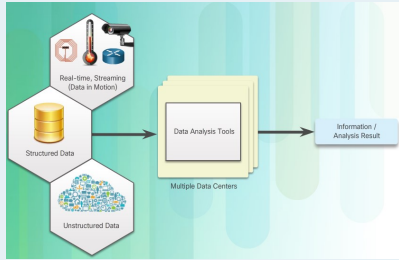 Real-time, Streaming
(Data in Motion)
Structured Data
Unstructured Data
Data Analysis Tools
Multiple Data Centers
Information /
Analysis Result